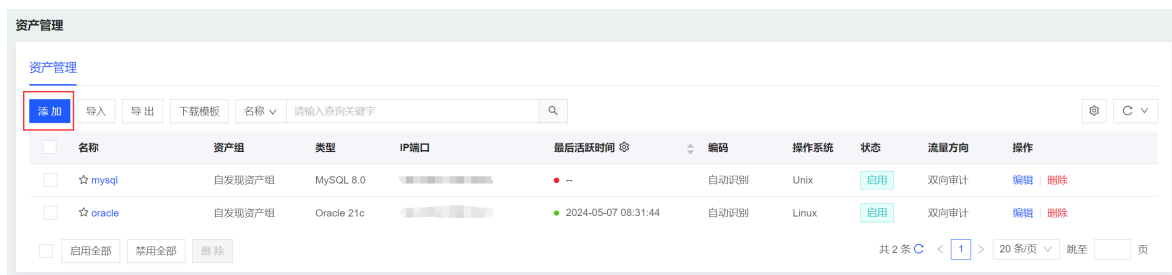 资产管理
资产管理
添 加 导入 导 出 下载模板 名称 请输入查询关键字
名称 资产组 类型 IP端口 最后活跃时间 编码 操作系统 状态 流量方向 操作
mysql 自发现资产组 MySQL 8.0 -- 自动识别 Unix 启用 双向审计 编辑 删除
oracle 自发现资产组 Oracle 21c 2024-05-07 08:31:44 自动识别 Linux 启用 双向审计 编辑 删除
启用全部 禁用全部 删 除 共 2 条 < 1 > 20 条/页 跳至 页